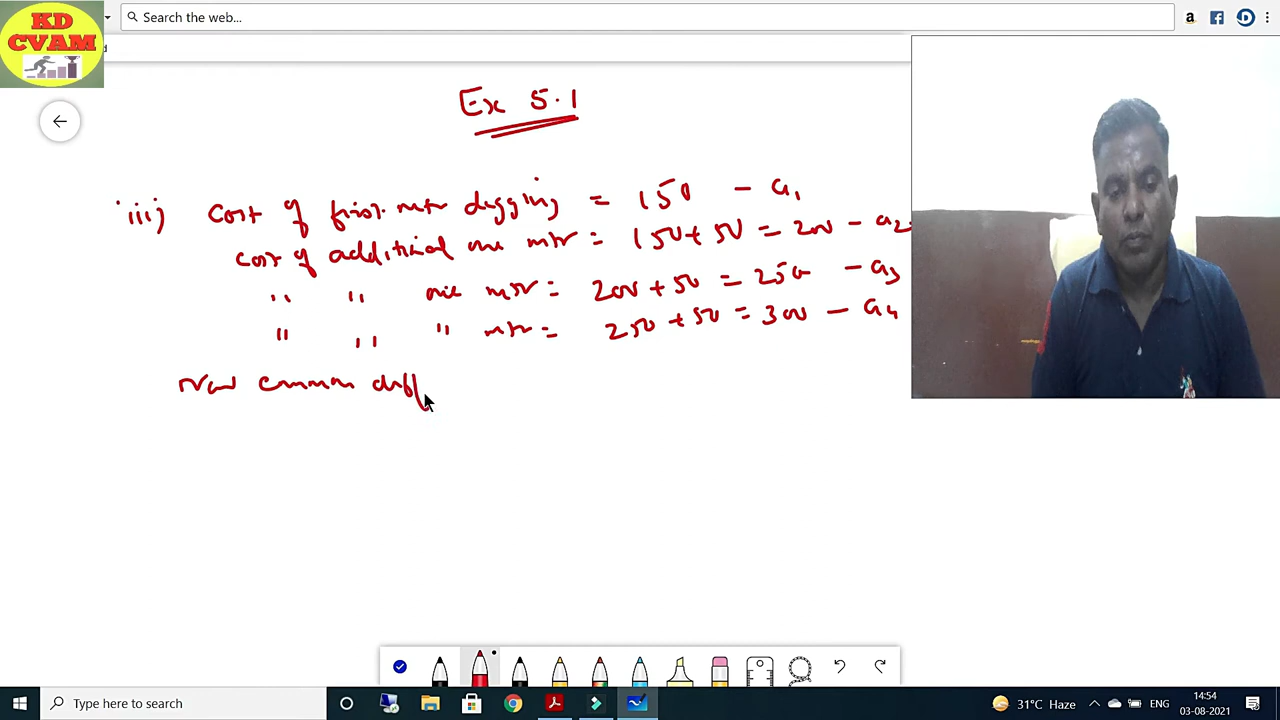 KD
CVAM
Search the web...
d
Ex 5.1
iii) Cost of first mtr digging = 150 - a1
Cost of additional one mtr = 150+50 = 200 - a2
" " one mtr = 200+50 = 250 - a3
" " " mtr = 250+50 = 300 - a4
Now common diff
Type here to search
31°C Haze
ENG
14:54
03-08-2021